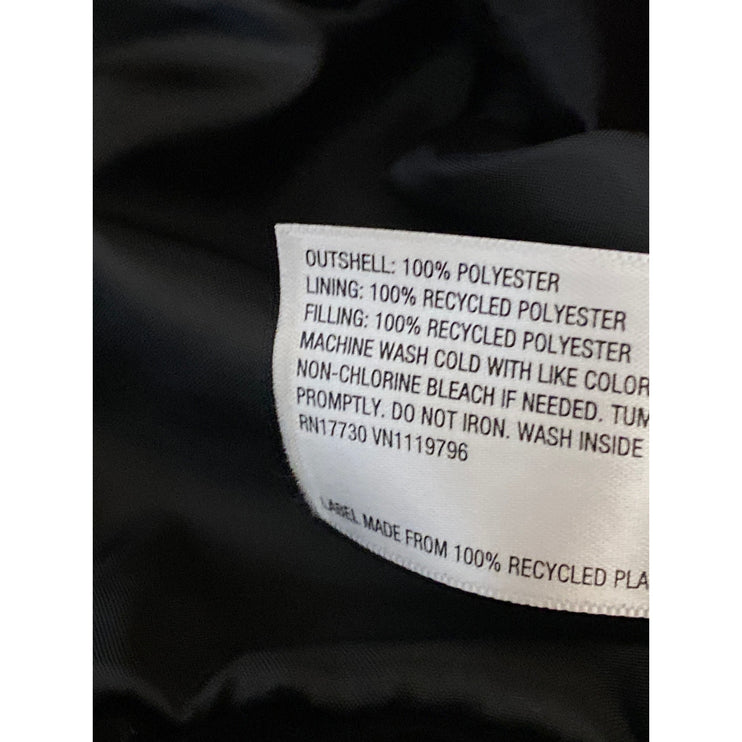 OUTSHELL: 100% POLYESTER
LINING: 100% RECYCLED POLYESTER
FILLING: 100% RECYCLED POLYESTER
MACHINE WASH COLD WITH LIKE COLOR
NON-CHLORINE BLEACH IF NEEDED. TUM
PROMPTLY. DO NOT IRON. WASH INSIDE
RN17730 VN1119796
LABEL MADE FROM 100% RECYCLED PLA